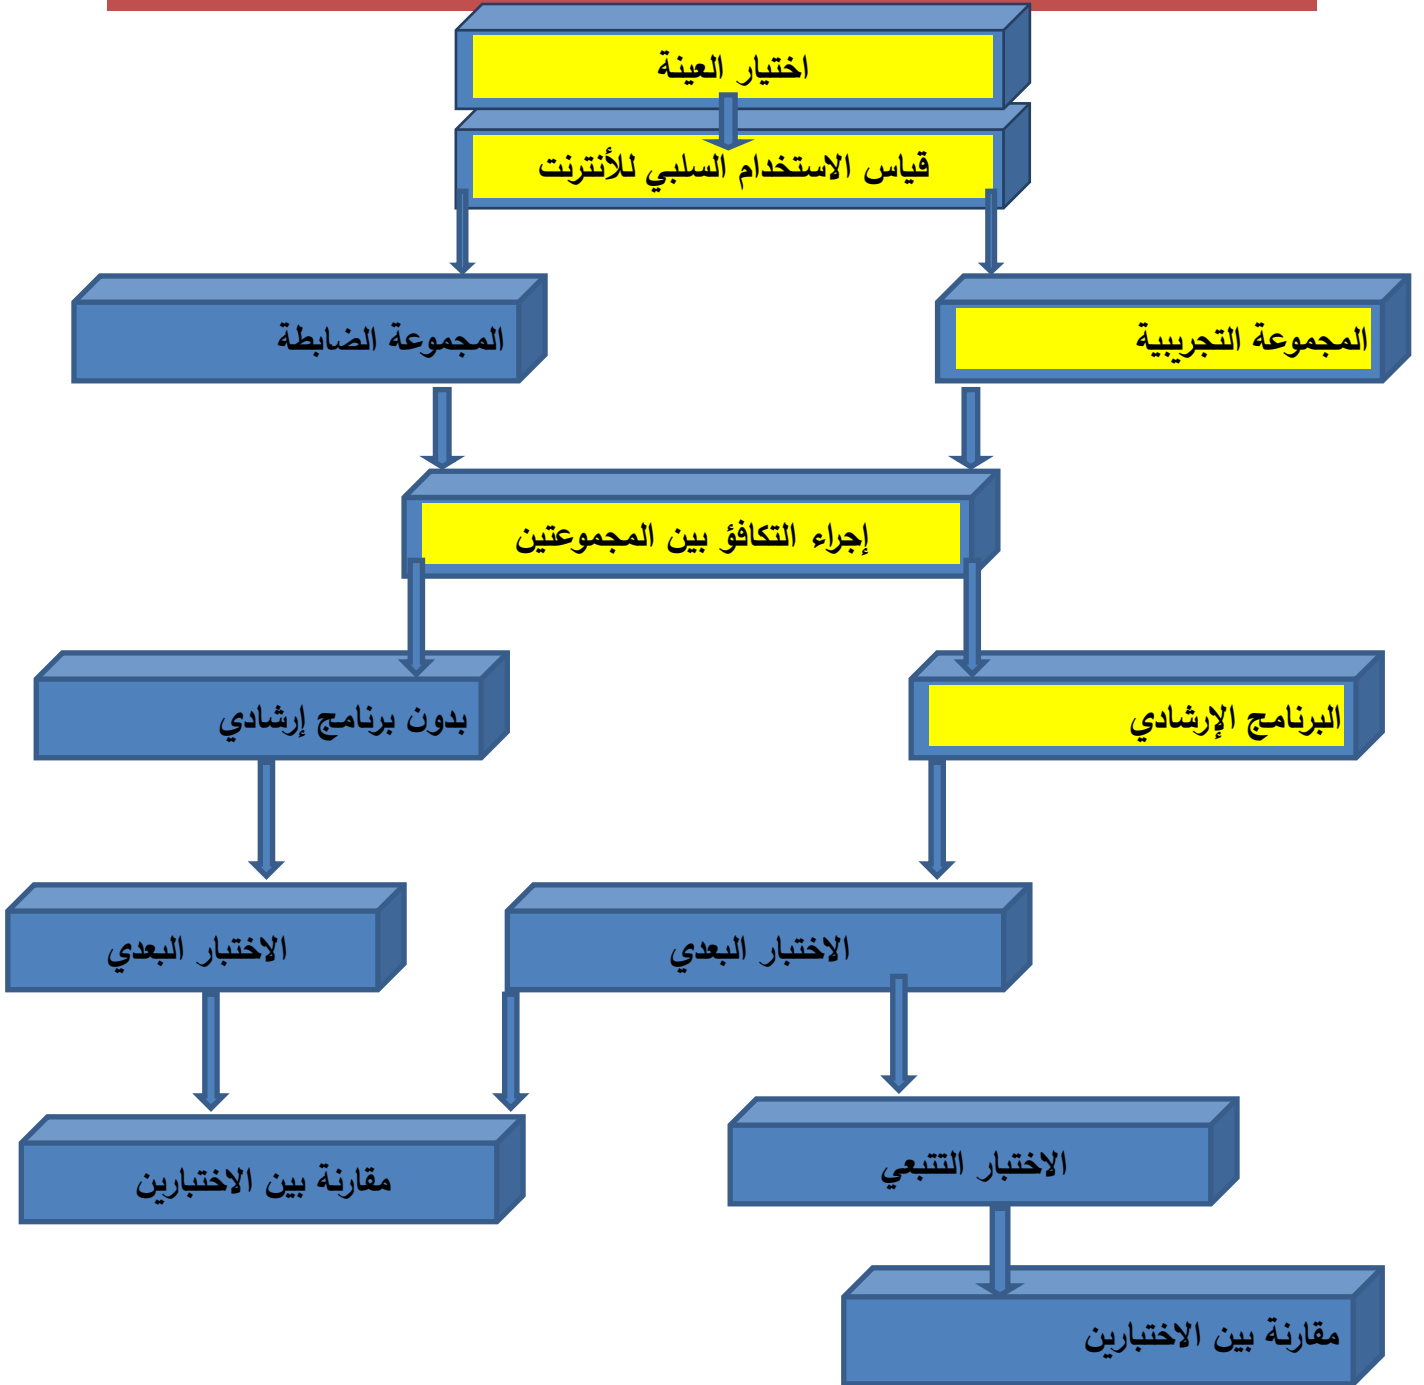 اختيار العينة
قياس الاستخدام السلبي للأنترنت
المجموعة التجريبية
المجموعة الضابطة
إجراء التكافؤ بين المجموعتين
البرنامج الإرشادي
بدون برنامج إرشادي
الاختبار البعدي
الاختبار البعدي
الاختبار التتبعي
مقارنة بين الاختبارين
مقارنة بين الاختبارين